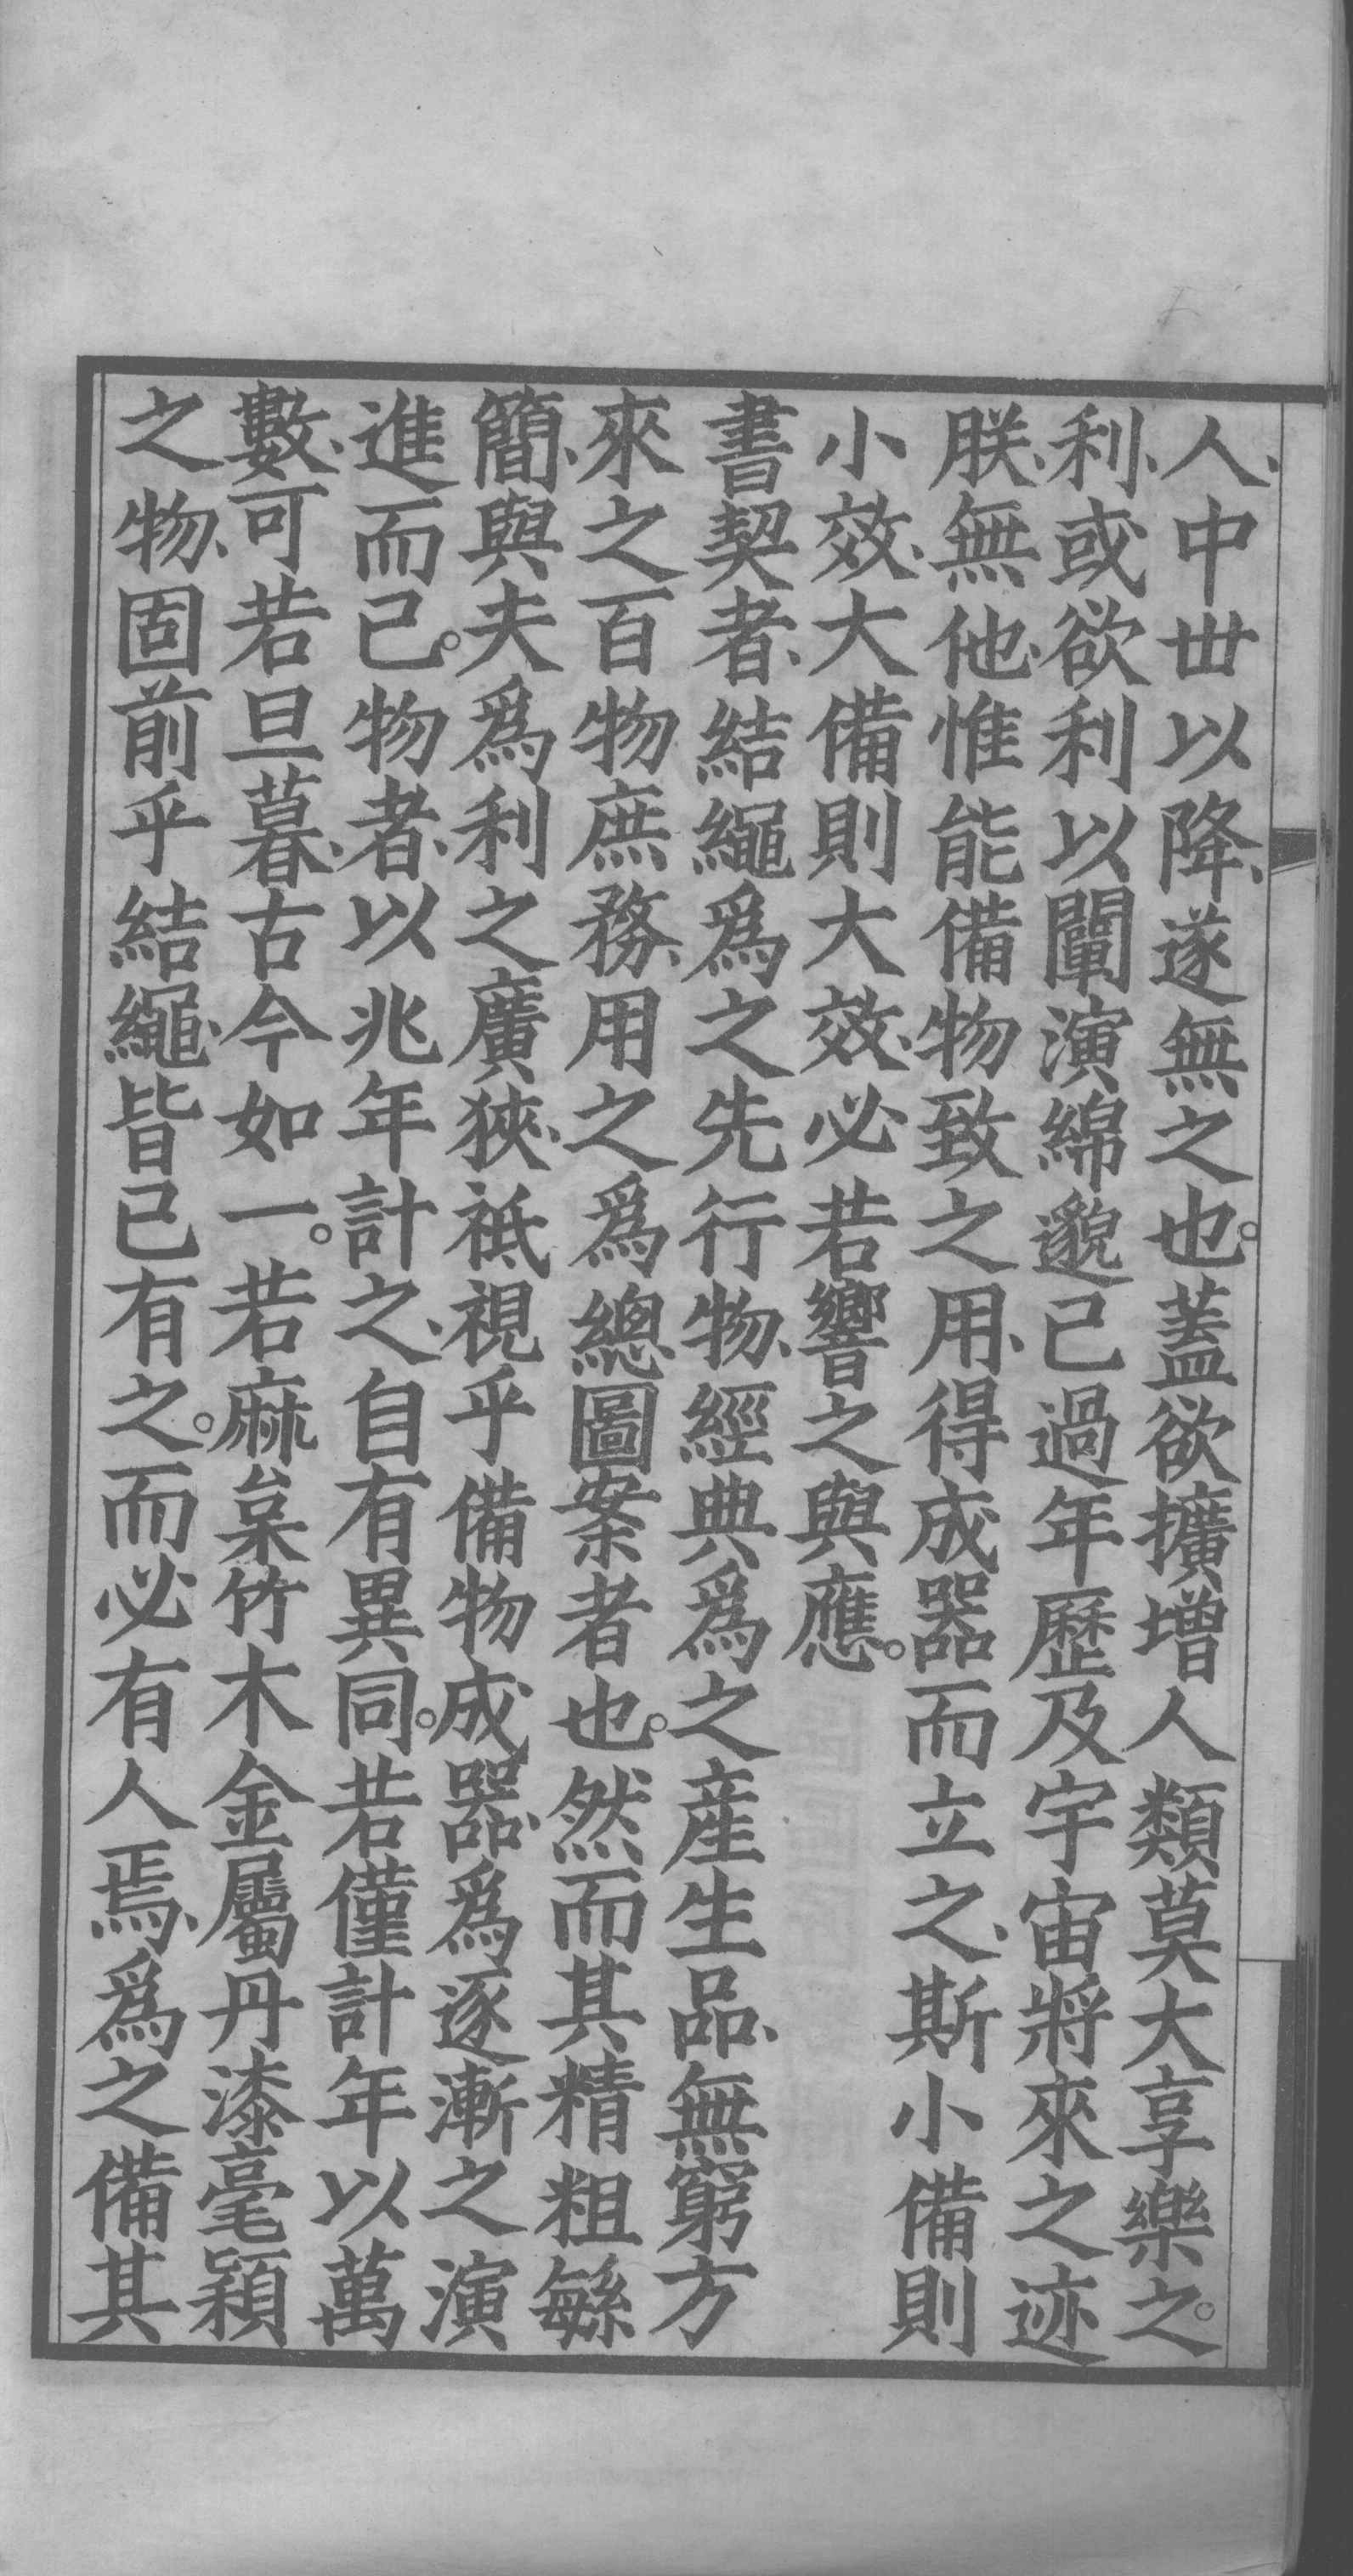 人、中世以降、遂無之也。蓋欲擴增人類莫大享樂之。
利、或欲利以闡演綿邈已過年歷及宇宙將來之迹
朕、無他、惟能備物致之用、得成器而立之、斯小備則
小效、大備則大效、必若響之與應。
書契者、結繩爲之先行物、經典爲之産生品、無窮方
來之百物庶務、用之爲總圖案者也。然而其精粗緐
簡、與夫爲利之廣狹、祇視乎備物成器、爲逐漸之演
進而已。物者、以兆年計之、自有異同。若僅計年以萬
數、可若旦暮、古今如一。若麻枲竹木金屬丹漆毫穎
之物、固前乎結繩、皆已有之。而必有人焉、爲之備其